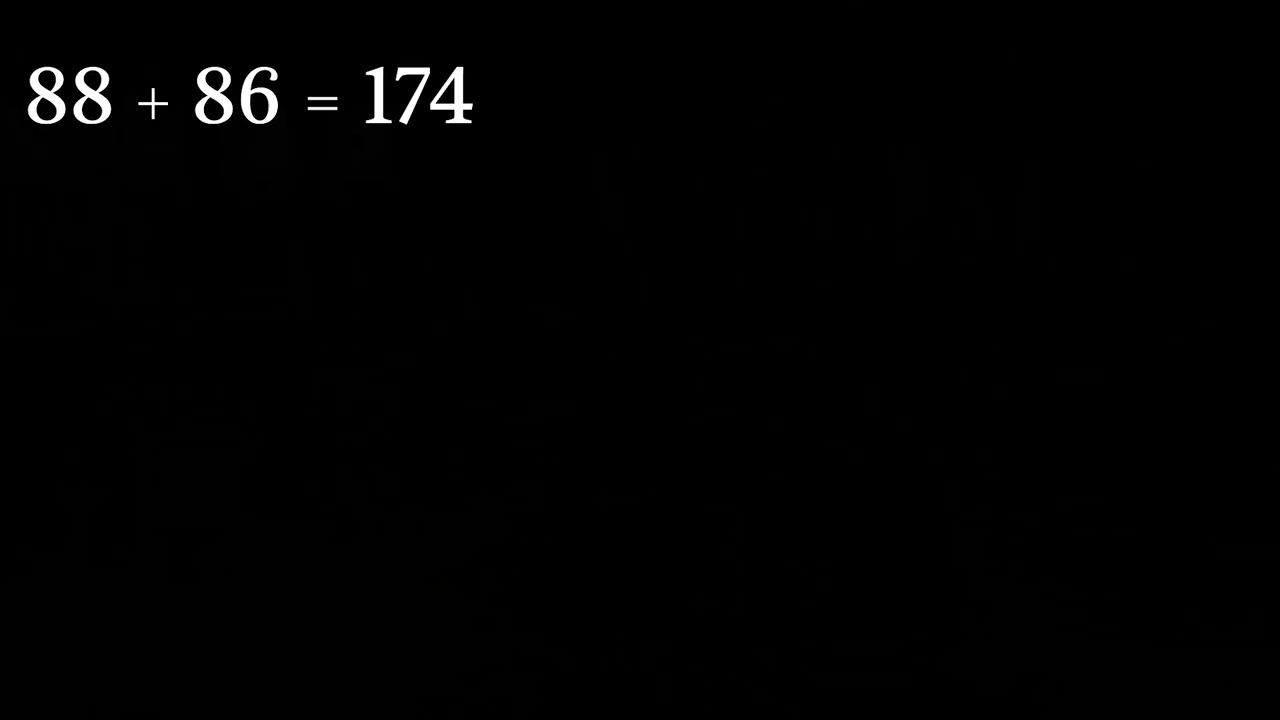 88 + 86 = 174